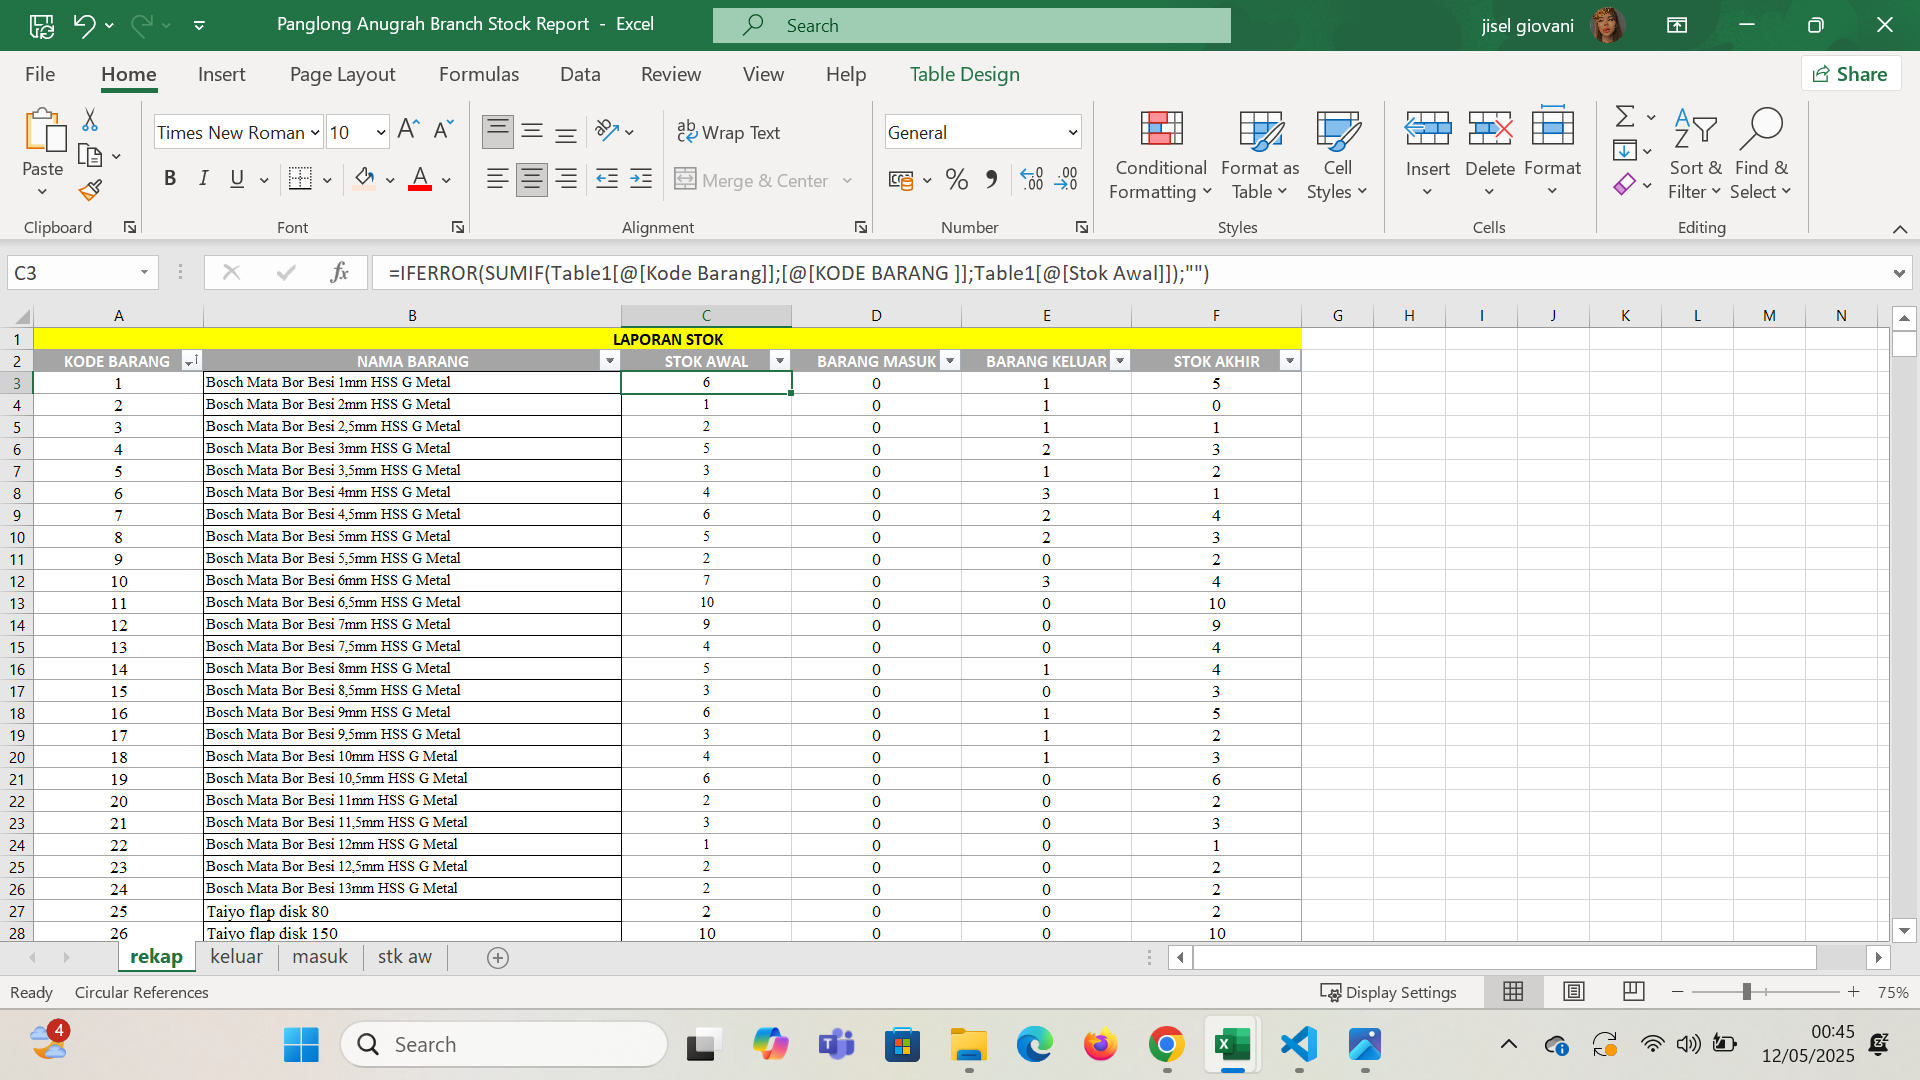 Panglong Anugrah Branch Stock Report - Excel
Search
jisel giovani
File Home Insert Page Layout Formulas Data Review View Help Table Design
Share
Paste
Clipboard
Times New Roman 10
B I U A
Font
Wrap Text
Merge & Center
Alignment
General
Number
Conditional Formatting
Format as Table
Cell Styles
Styles
Insert Delete Format
Cells
Sort & Filter
Find & Select
Editing
C3
fx
=IFERROR(SUMIF(Table1[@[Kode Barang]];[@[KODE BARANG ]];Table1[@[Stok Awal]]);"")
A B C D E F G H I J K L M N
1 LAPORAN STOK
2 KODE BARANG NAMA BARANG STOK AWAL BARANG MASUK BARANG KELUAR STOK AKHIR
3 1 Bosch Mata Bor Besi 1mm HSS G Metal 6 0 1 5
4 2 Bosch Mata Bor Besi 2mm HSS G Metal 1 0 1 0
5 3 Bosch Mata Bor Besi 2,5mm HSS G Metal 2 0 1 1
6 4 Bosch Mata Bor Besi 3mm HSS G Metal 5 0 2 3
7 5 Bosch Mata Bor Besi 3,5mm HSS G Metal 3 0 1 2
8 6 Bosch Mata Bor Besi 4mm HSS G Metal 4 0 3 1
9 7 Bosch Mata Bor Besi 4,5mm HSS G Metal 6 0 2 4
10 8 Bosch Mata Bor Besi 5mm HSS G Metal 5 0 2 3
11 9 Bosch Mata Bor Besi 5,5mm HSS G Metal 2 0 0 2
12 10 Bosch Mata Bor Besi 6mm HSS G Metal 7 0 3 4
13 11 Bosch Mata Bor Besi 6,5mm HSS G Metal 10 0 0 10
14 12 Bosch Mata Bor Besi 7mm HSS G Metal 9 0 0 9
15 13 Bosch Mata Bor Besi 7,5mm HSS G Metal 4 0 0 4
16 14 Bosch Mata Bor Besi 8mm HSS G Metal 5 0 1 4
17 15 Bosch Mata Bor Besi 8,5mm HSS G Metal 3 0 0 3
18 16 Bosch Mata Bor Besi 9mm HSS G Metal 6 0 1 5
19 17 Bosch Mata Bor Besi 9,5mm HSS G Metal 3 0 1 2
20 18 Bosch Mata Bor Besi 10mm HSS G Metal 4 0 1 3
21 19 Bosch Mata Bor Besi 10,5mm HSS G Metal 6 0 0 6
22 20 Bosch Mata Bor Besi 11mm HSS G Metal 2 0 0 2
23 21 Bosch Mata Bor Besi 11,5mm HSS G Metal 3 0 0 3
24 22 Bosch Mata Bor Besi 12mm HSS G Metal 1 0 0 1
25 23 Bosch Mata Bor Besi 12,5mm HSS G Metal 2 0 0 2
26 24 Bosch Mata Bor Besi 13mm HSS G Metal 2 0 0 2
27 25 Taiyo flap disk 80 2 0 0 2
28 26 Taiyo flap disk 150 10 0 0 10
rekap keluar masuk stk aw
Ready Circular References Display Settings 75%
4
Search
00:45
12/05/2025